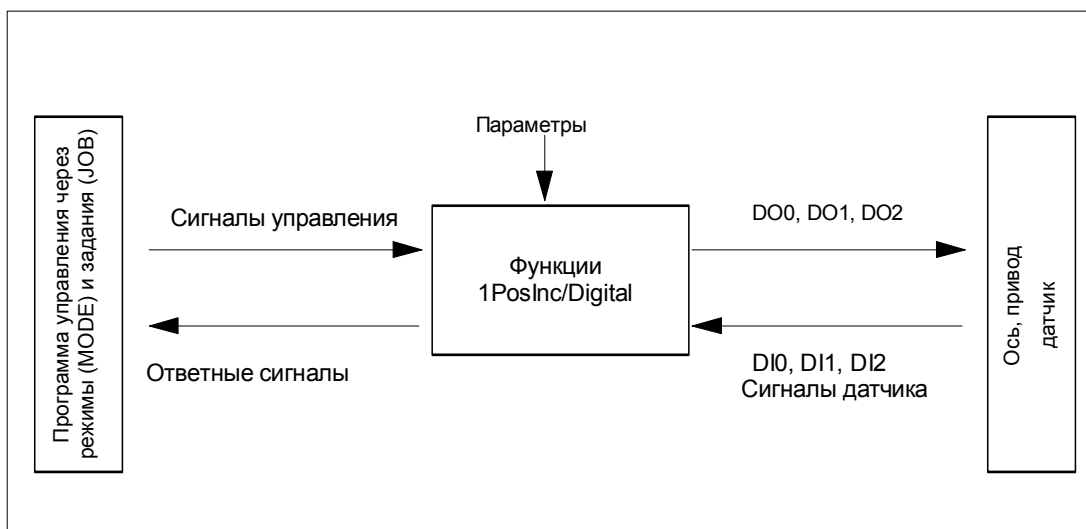 Программа управления через
режимы (MODE) и задания (JOB)
Сигналы управления
Ответные сигналы
Параметры
Функции
1PosInc/Digital
DO0, DO1, DO2
DI0, DI1, DI2
Сигналы датчика
Ось, привод
датчик